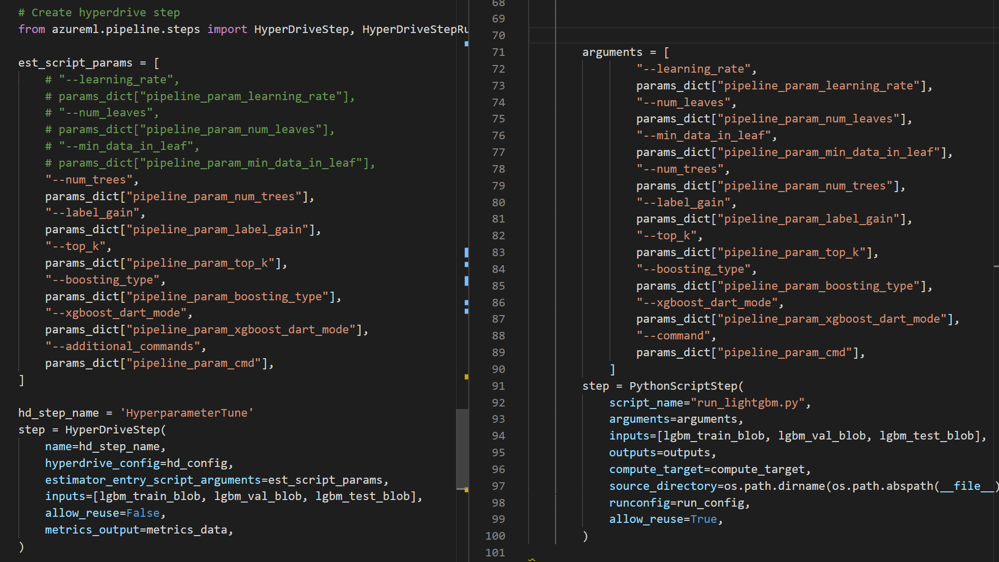 # Create hyperdrive step
from azureml.pipeline.steps import HyperDriveStep, HyperDriveStepRu
est_script_params = [
    # "--learning_rate",
    # params_dict["pipeline_param_learning_rate"],
    # "--num_leaves",
    # params_dict["pipeline_param_num_leaves"],
    # "--min_data_in_leaf",
    # params_dict["pipeline_param_min_data_in_leaf"],
    "--num_trees",
    params_dict["pipeline_param_num_trees"],
    "--label_gain",
    params_dict["pipeline_param_label_gain"],
    "--top_k",
    params_dict["pipeline_param_top_k"],
    "--boosting_type",
    params_dict["pipeline_param_boosting_type"],
    "--xgboost_dart_mode",
    params_dict["pipeline_param_xgboost_dart_mode"],
    "--additional_commands",
    params_dict["pipeline_param_cmd"],
]
hd_step_name = 'HyperparameterTune'
step = HyperDriveStep(
    name=hd_step_name,
    hyperdrive_config=hd_config,
    estimator_entry_script_arguments=est_script_params,
    inputs=[lgbm_train_blob, lgbm_val_blob, lgbm_test_blob],
    allow_reuse=False,
    metrics_output=metrics_data,
)
68
69
70
71 arguments = [
72 "--learning_rate",
73 params_dict["pipeline_param_learning_rate"],
74 "--num_leaves",
75 params_dict["pipeline_param_num_leaves"],
76 "--min_data_in_leaf",
77 params_dict["pipeline_param_min_data_in_leaf"],
78 "--num_trees",
79 params_dict["pipeline_param_num_trees"],
80 "--label_gain",
81 params_dict["pipeline_param_label_gain"],
82 "--top_k",
83 params_dict["pipeline_param_top_k"],
84 "--boosting_type",
85 params_dict["pipeline_param_boosting_type"],
86 "--xgboost_dart_mode",
87 params_dict["pipeline_param_xgboost_dart_mode"],
88 "--command",
89 params_dict["pipeline_param_cmd"],
90 ]
91 step = PythonScriptStep(
92 script_name="run_lightgbm.py",
93 arguments=arguments,
94 inputs=[lgbm_train_blob, lgbm_val_blob, lgbm_test_blob],
95 outputs=outputs,
96 compute_target=compute_target,
97 source_directory=os.path.dirname(os.path.abspath(__file__)
98 runconfig=run_config,
99 allow_reuse=True,
100 )
101